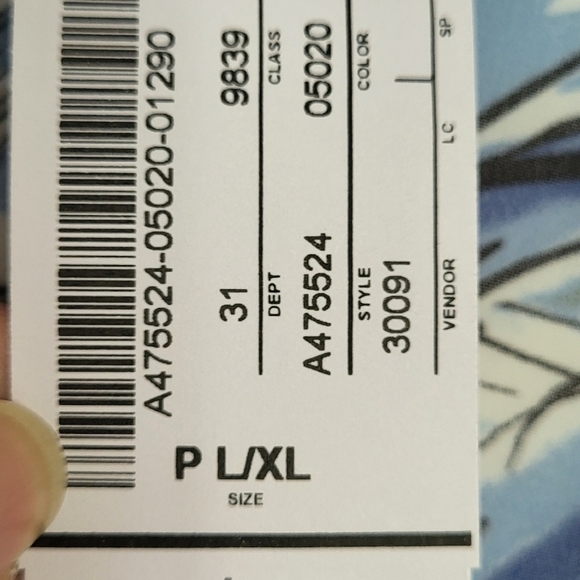 A475524-05020-01290
31 9839
DEPT CLASS
A475524 05020
STYLE COLOR
30091
VENDOR LC SP
P L/XL
SIZE